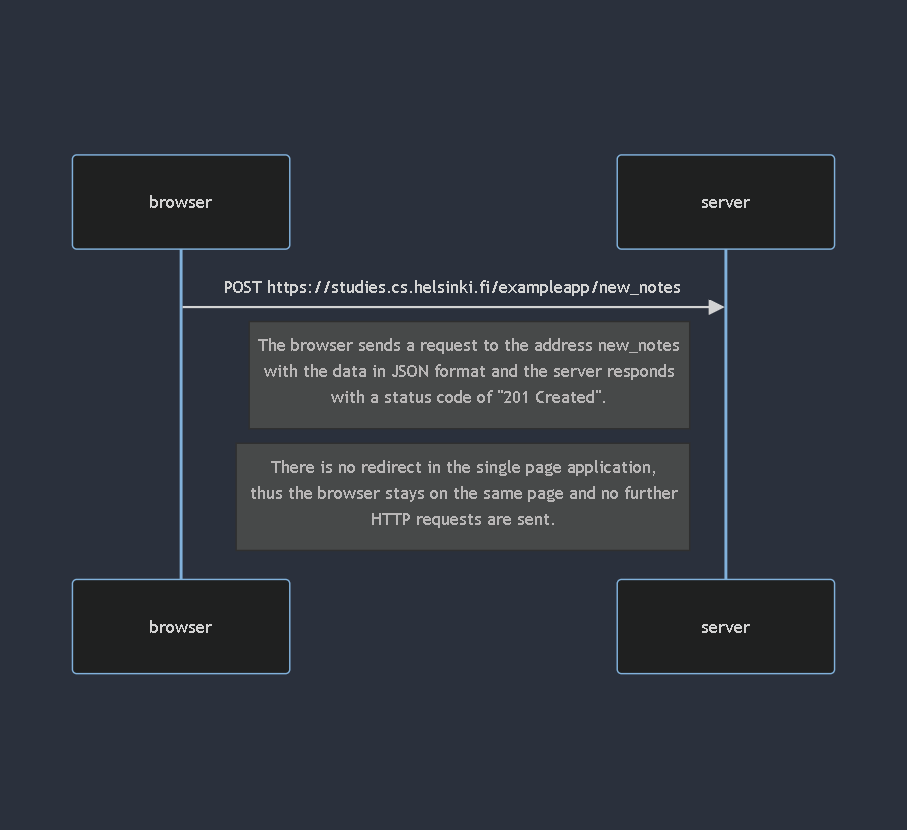 browser
server
POST https://studies.cs.helsinki.fi/exampleapp/new_notes
The browser sends a request to the address new_notes
with the data in JSON format and the server responds
with a status code of "201 Created".
There is no redirect in the single page application,
thus the browser stays on the same page and no further
HTTP requests are sent.
browser
server